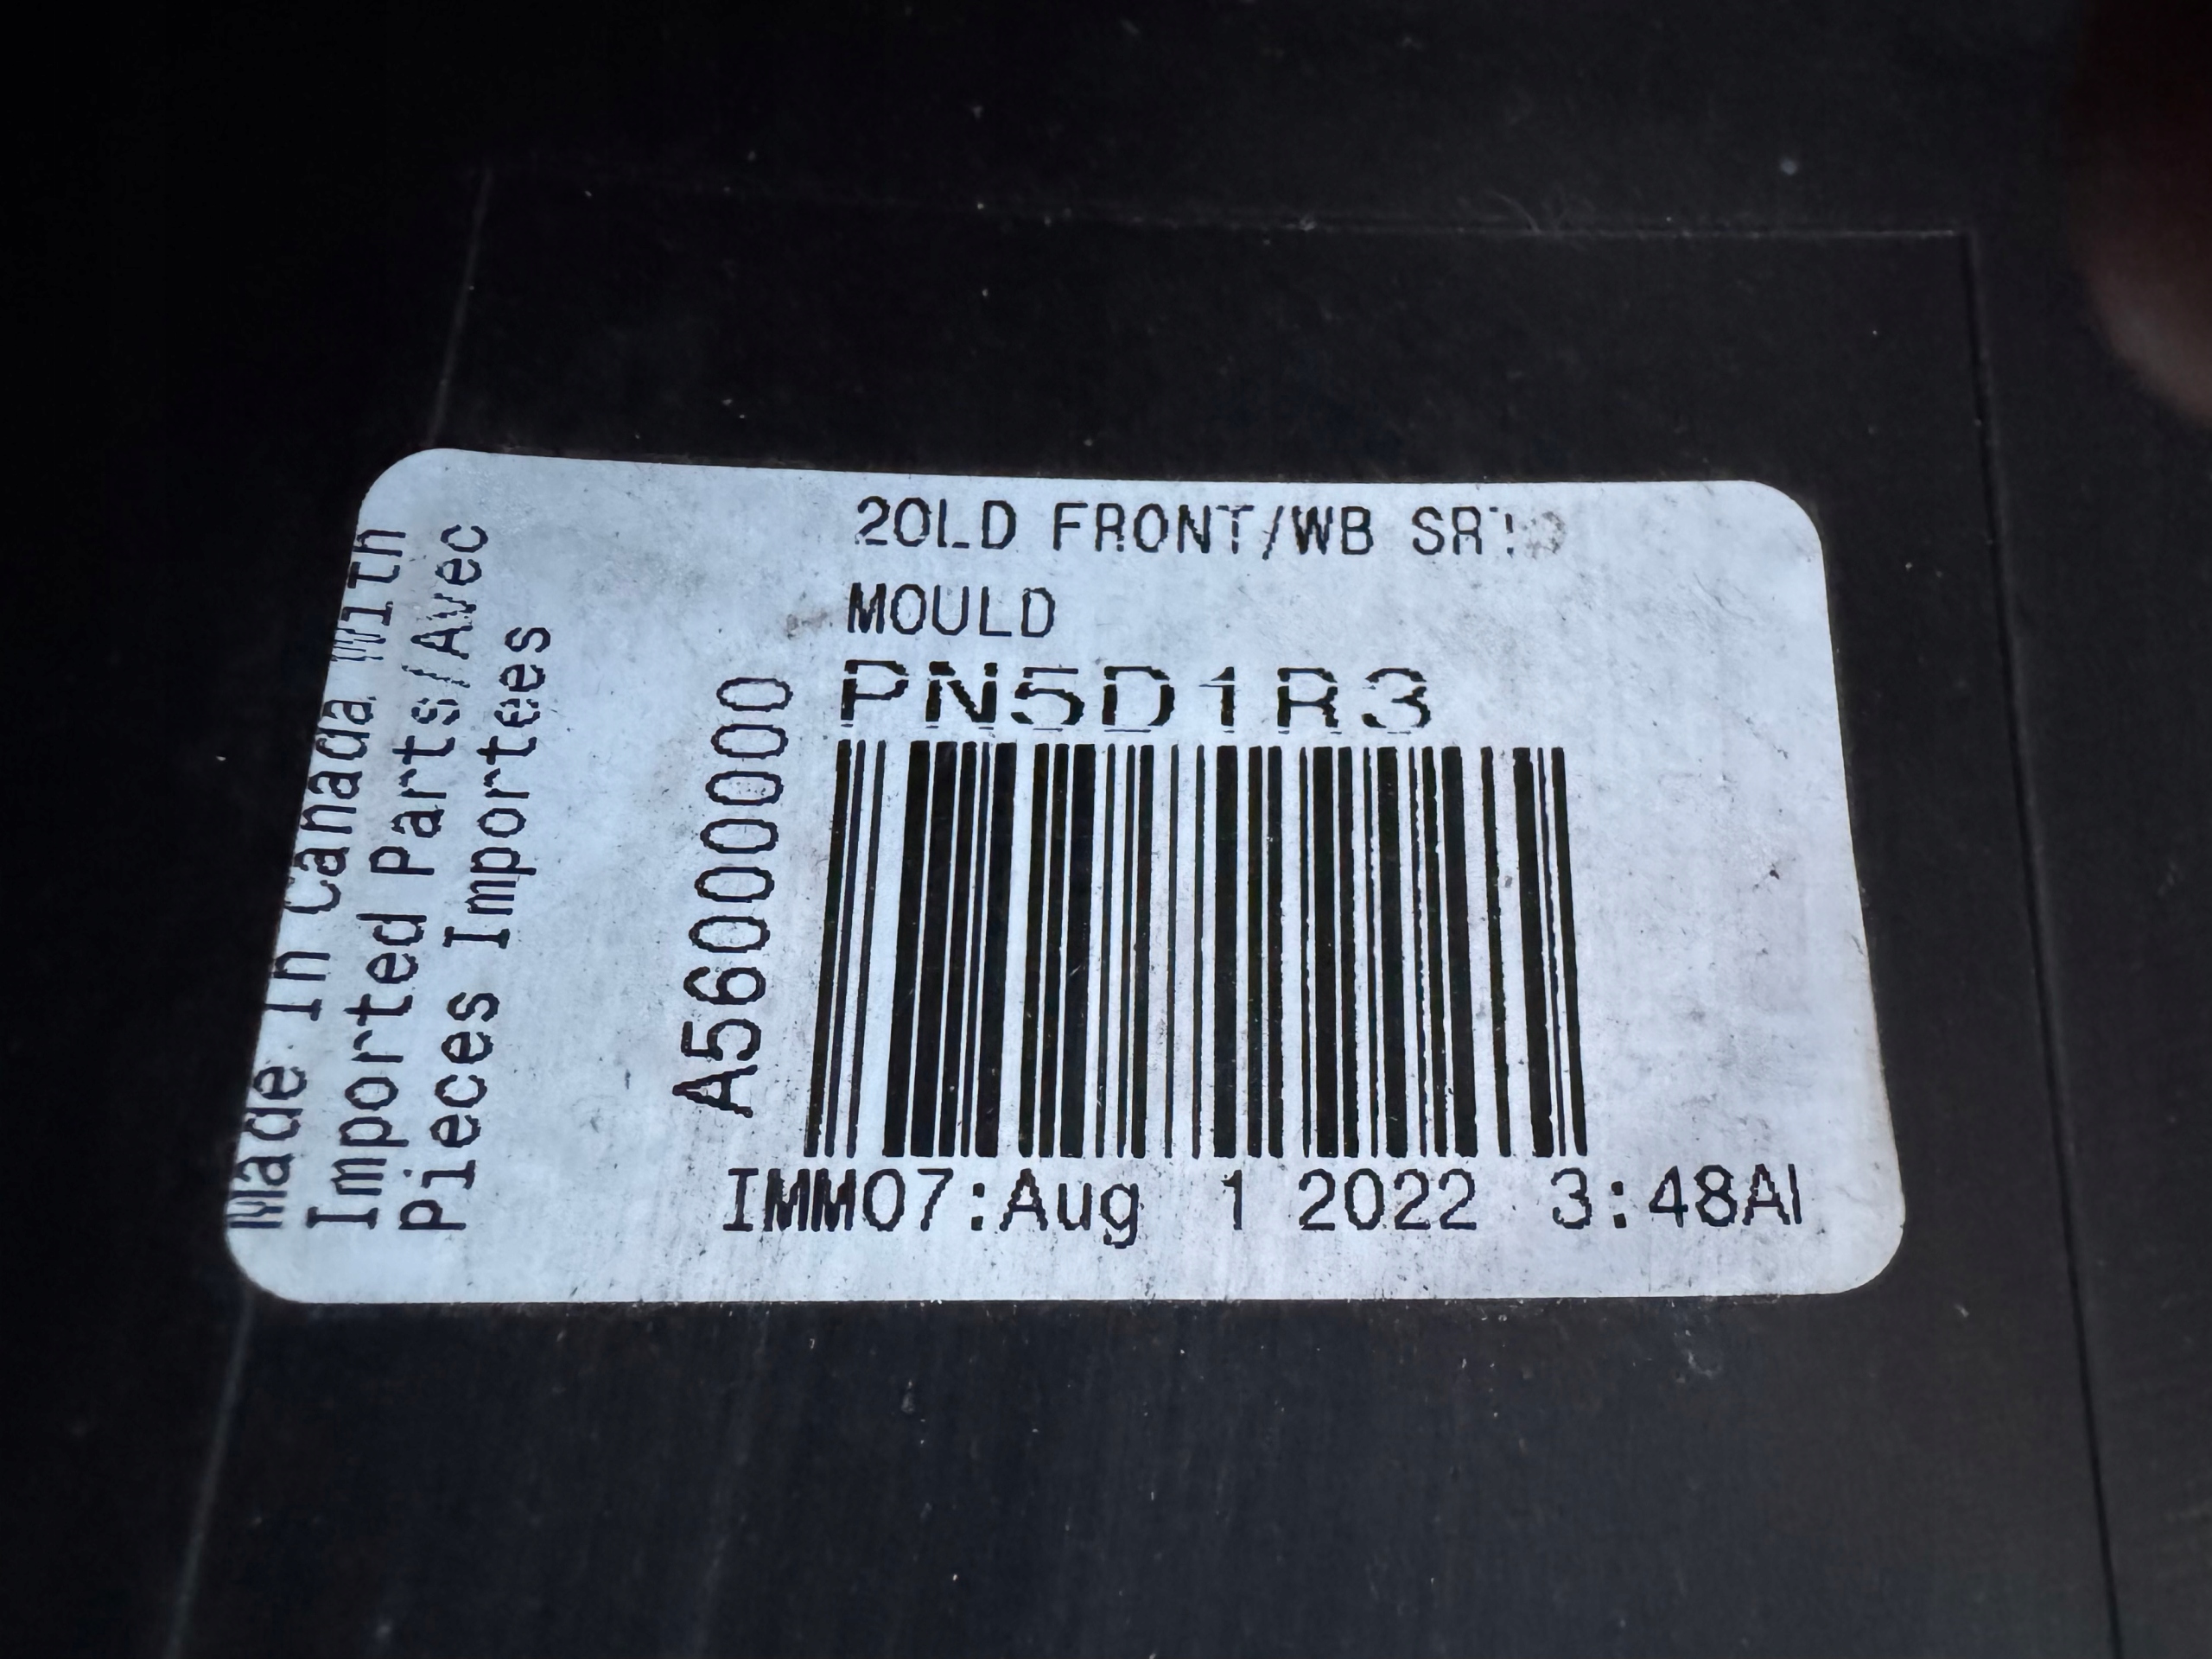 20LD FRONT/WB
MOULD
PN5D1R3
A5600000
IMM07:Aug 1 2022 3:48A
Made In Canada With
Imported Parts/Avec
Pieces Importees